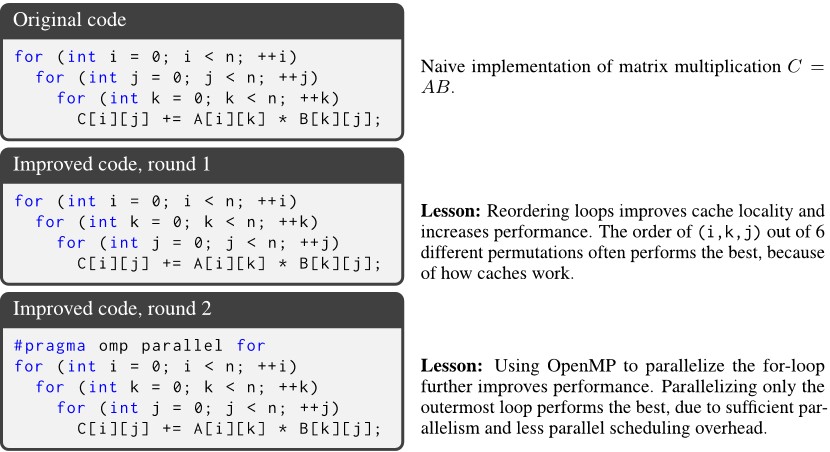 Original code
for (int i = 0; i < n; ++i)
for (int j = 0; j < n; ++j)
for (int k = 0; k < n; ++k)
C[i][j] += A[i][k] * B[k][j];
Naive implementation of matrix multiplication C =
AB.
Improved code, round 1
for (int i = 0; i < n; ++i)
for (int k = 0; k < n; ++k)
for (int j = 0; j < n; ++j)
C[i][j] += A[i][k] * B[k][j];
Lesson: Reordering loops improves cache locality and
increases performance. The order of (i,k,j) out of 6
different permutations often performs the best, because
of how caches work.
Improved code, round 2
#pragma omp parallel for
for (int i = 0; i < n; ++i)
for (int k = 0; k < n; ++k)
for (int j = 0; j < n; ++j)
C[i][j] += A[i][k] * B[k][j];
Lesson: Using OpenMP to parallelize the for-loop
further improves performance. Parallelizing only the
outermost loop performs the best, due to sufficient par-
allelism and less parallel scheduling overhead.